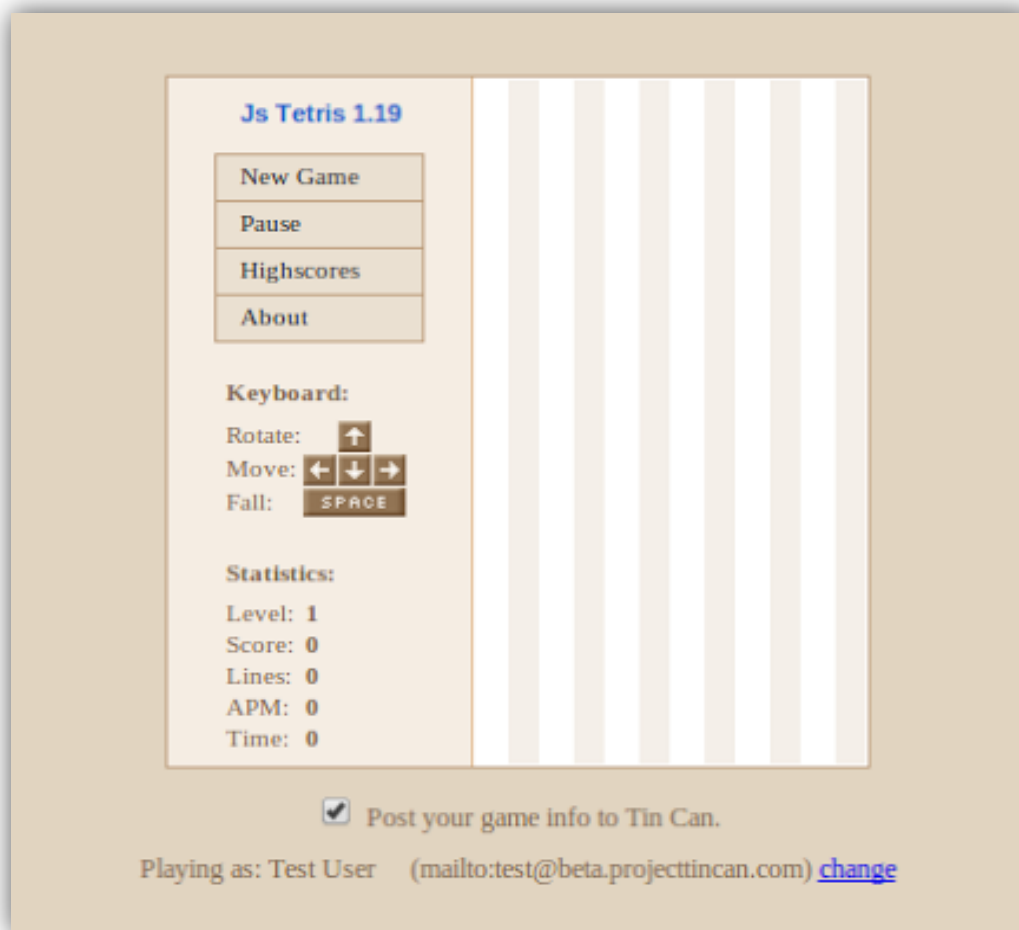 Js Tetris 1.19
New Game
Pause
Highscores
About
Keyboard:
Rotate:
Move:
Fall: SPACE
Statistics:
Level: 1
Score: 0
Lines: 0
APM: 0
Time: 0
Post your game info to Tin Can.
Playing as: Test User (mailto:test@beta.projecttincan.com) change